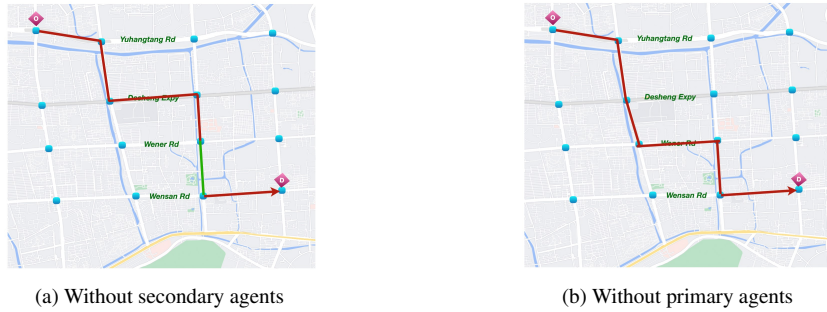 O
Yuhangtang Rd
Desheng Expy
Wener Rd
Wensan Rd
D
(a) Without secondary agents
O
Yuhangtang Rd
Desheng Expy
Wener Rd
Wensan Rd
D
(b) Without primary agents